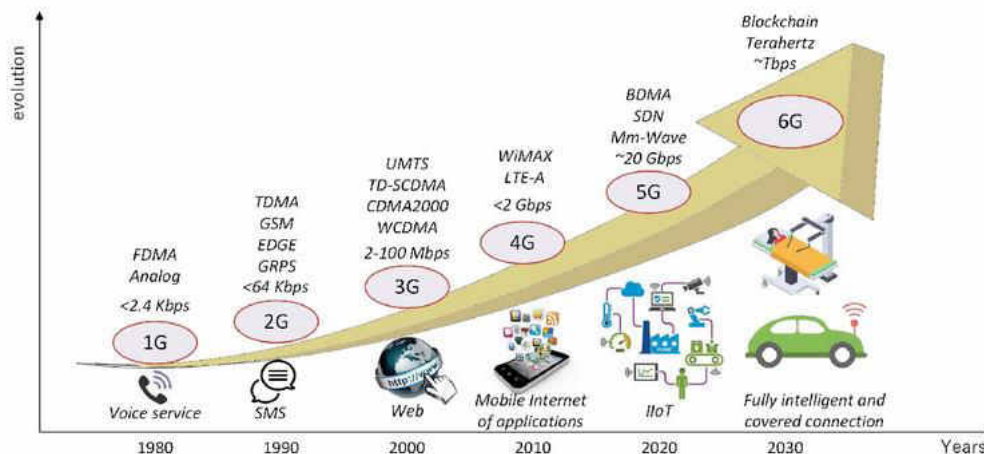 evolution
FDMA
Analog
<2.4 Kbps
1G
Voice service
TDMA
GSM
EDGE
GRPS
<64 Kbps
2G
SMS
UMTS
TD-SCDMA
CDMA2000
WCDMA
2-100 Mbps
3G
http://www
Web
WiMAX
LTE-A
<2 Gbps
4G
Mobile Internet
of applications
BDMA
SDN
Mm-Wave
~20 Gbps
5G
IIoT
Blockchain
Terahertz
~Tbps
6G
Fully intelligent and
covered connection
1980 1990 2000 2010 2020 2030 Years